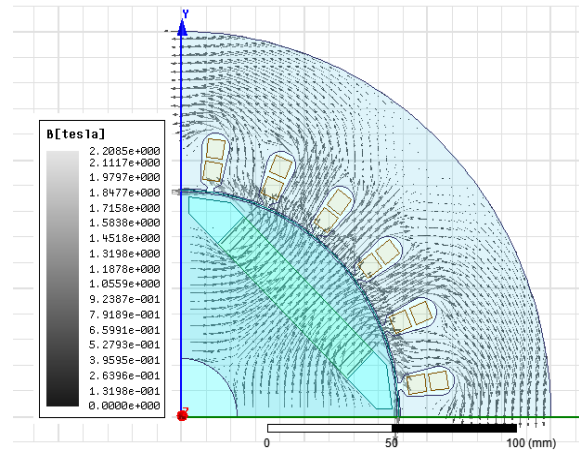 Y
B[tesla]
2.2085e+000
2.1117e+000
1.9797e+000
1.8477e+000
1.7158e+000
1.5838e+000
1.4518e+000
1.3198e+000
1.1878e+000
1.0559e+000
9.2387e-001
7.9189e-001
6.5991e-001
5.2793e-001
3.9595e-001
2.6396e-001
1.3198e-001
0.0000e+000
0 50 100 (mm)